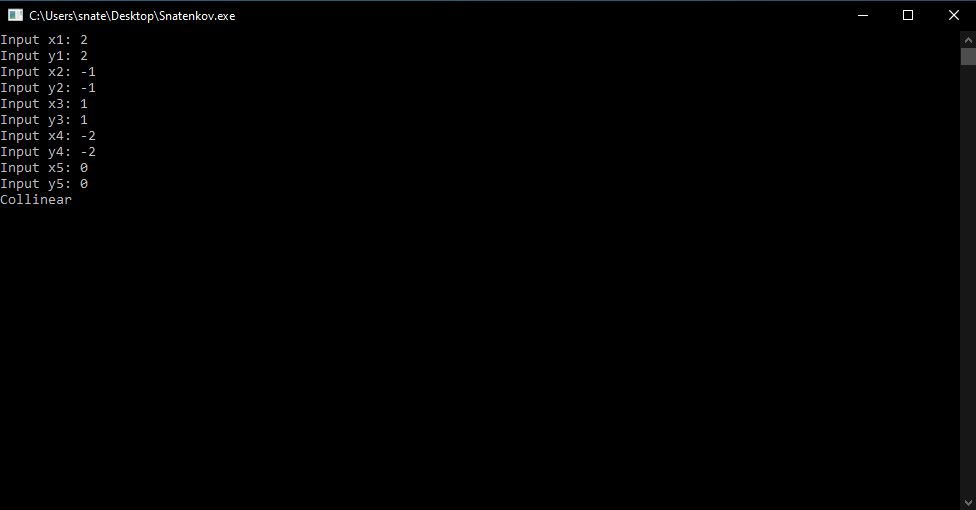 C:\Users\snate\Desktop\Snatenkov.exe
Input x1: 2
Input y1: 2
Input x2: -1
Input y2: -1
Input x3: 1
Input y3: 1
Input x4: -2
Input y4: -2
Input x5: 0
Input y5: 0
Collinear